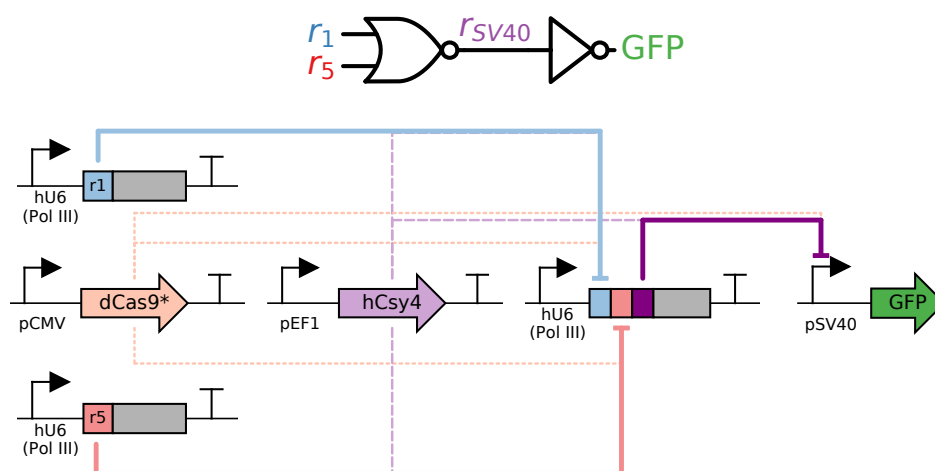 r1
r5
rSV40
GFP
r1
hU6
(Pol III)
dCas9*
pCMV
hCsy4
pEF1
hU6
(Pol III)
GFP
pSV40
r5
hU6
(Pol III)